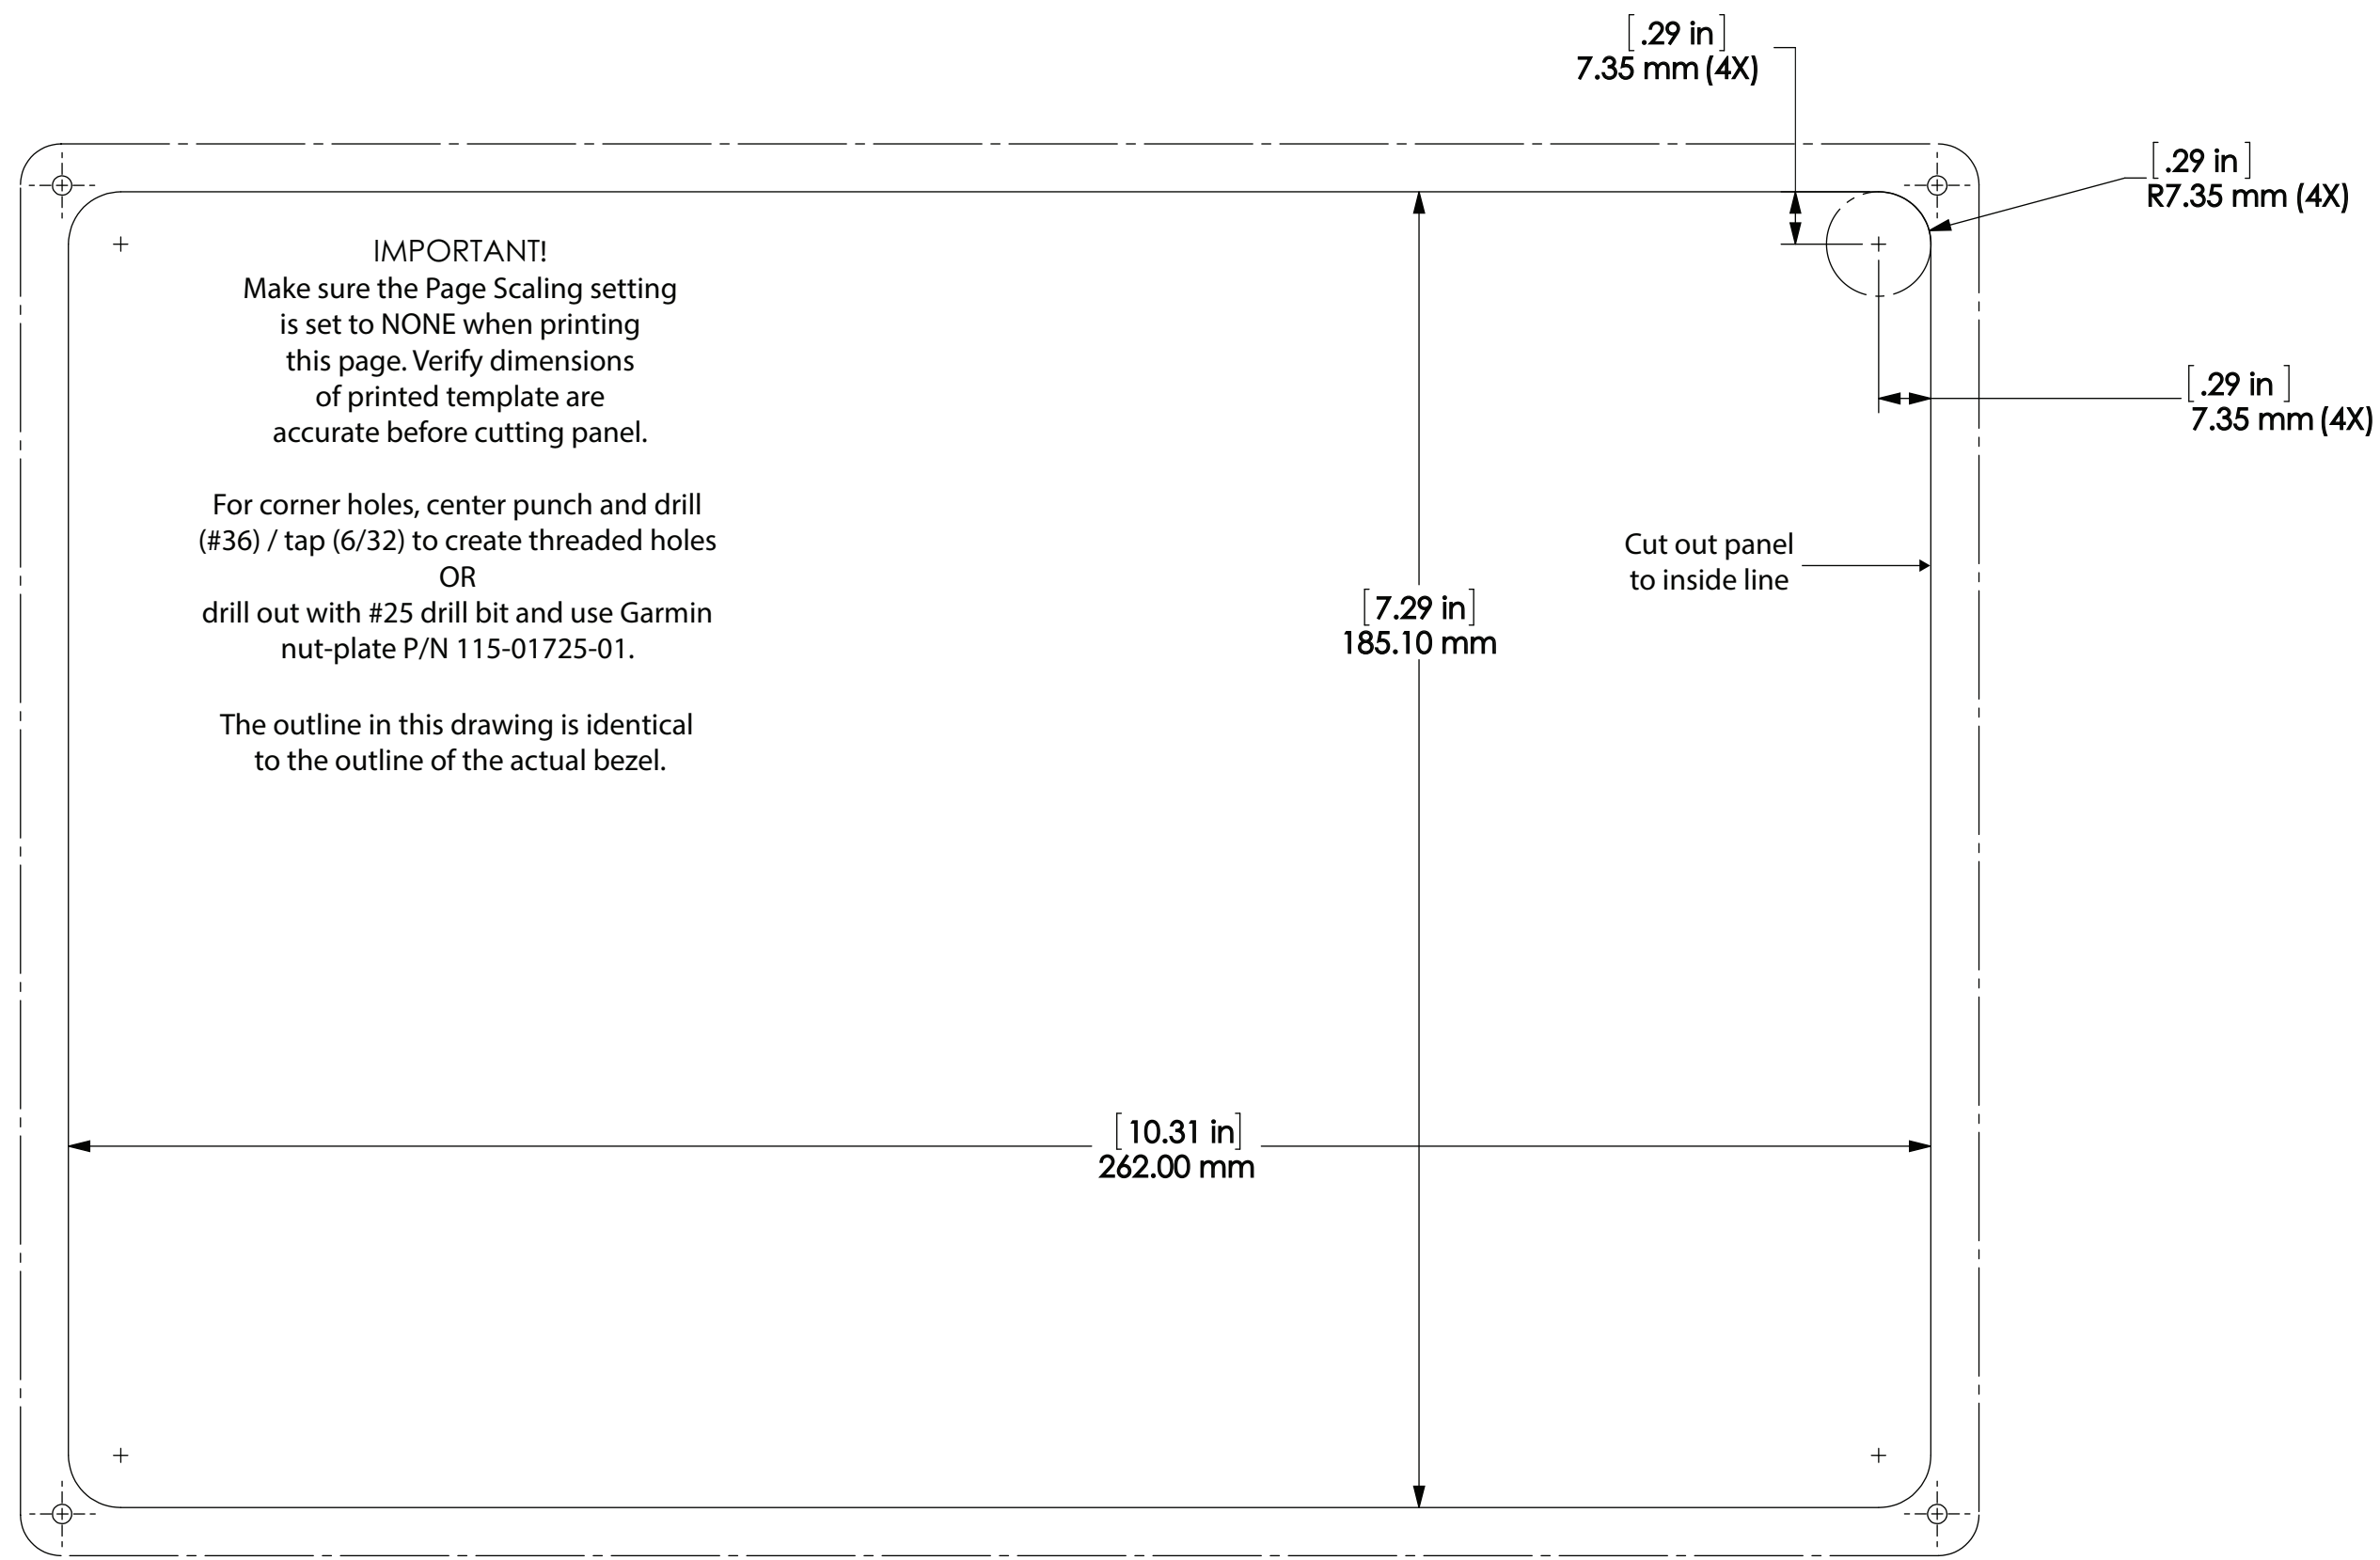 [.29 in]
7.35 mm (4X)
[.29 in]
R7.35 mm (4X)
IMPORTANT!
Make sure the Page Scaling setting
is set to NONE when printing
this page. Verify dimensions
of printed template are
accurate before cutting panel.
[.29 in ]
7.35 mm (4X)
For corner holes, center punch and drill
(#36) / tap (6/32) to create threaded holes
OR
drill out with #25 drill bit and use Garmin
nut-plate P/N 115-01725-01.
Cut out panel
to inside line
[7.29 in]
185.10 mm
The outline in this drawing is identical
to the outline of the actual bezel.
[10.31 in]
262.00 mm